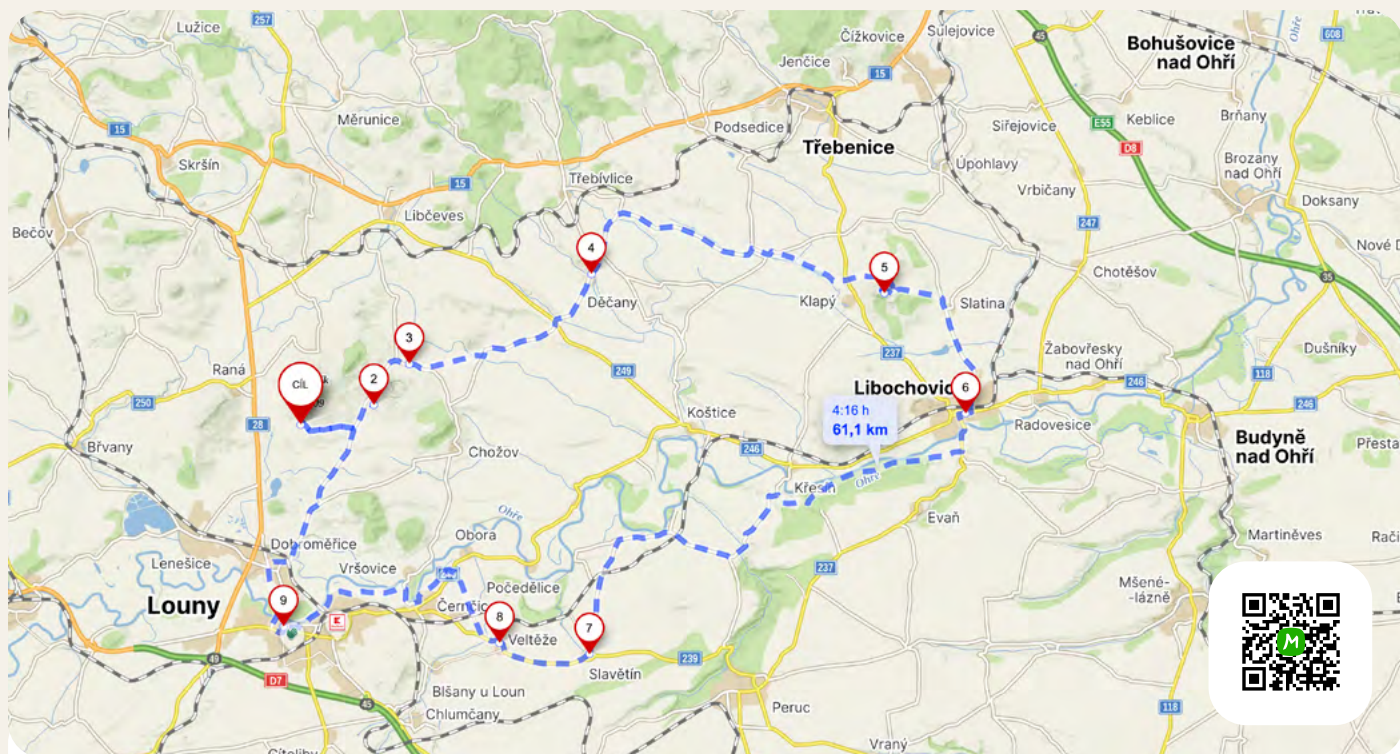 257
Lužice
Čížkovice
Sulejovice
45
608
Ohře
Bohušovice
nad Ohří
Jenčice
15
15
Měrunice
Podsedice
Siřejovice
E55
Keblice
Brňany
D8
Skršín
Třebenice
Úpohlavy
Brozany
nad Ohří
Třebívlice
15
Vrbičany
Libčeves
247
Doksany
Bečov
4
5
Nové D
Děčany
Klapý
Chotěšov
35
Slatina
3
Raná
CÍL
2
237
Žabovřesky
nad Ohří
Dušníky
249
118
250
28
Libochovic
6
246
246
4:16 h
61,1 km
Koštice
Radovesice
Budyně
nad Ohří
Přesta
Břvany
Chožov
246
Křesín
Ohře
Evaň
Ohře
Obora
Martiněves
Rači
Dobroměřice
Lenešice
Vršovice
237
Počedělice
Mšené-
-lázně
Louny
9
8
7
Veltěže
49
239
Slavětín
D7
Blšany u Loun
Peruc
45
Chlumčany
118
Vraný